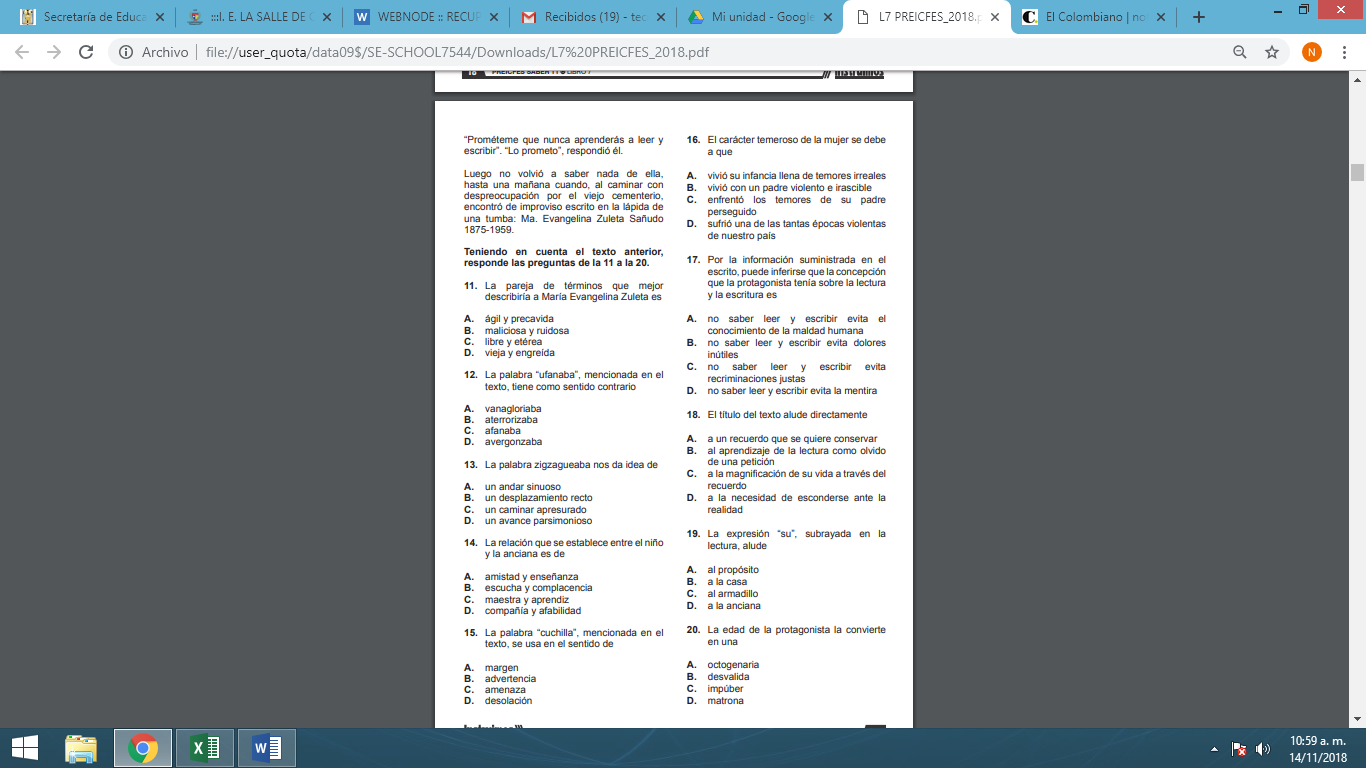 Secretaría de Educa
:::I. E. LA SALLE DE
WEBNODE :: RECUP
Recibidos (19) - tec
Mi unidad - Google
L7 PREICFES_2018.p
El Colombiano | no
Archivo | file://user_quota/data09$/SE-SCHOOL7544/Downloads/L7%20PREICFES_2018.pdf
N
18 PREICFES SABER 11 LIBRO 7
Instruimos
“Prométeme que nunca aprenderás a leer y
escribir”. “Lo prometo”, respondió él.
Luego no volvió a saber nada de ella,
hasta una mañana cuando, al caminar con
despreocupación por el viejo cementerio,
encontró de improviso escrito en la lápida de
una tumba: Ma. Evangelina Zuleta Sañudo
1875-1959.
Teniendo en cuenta el texto anterior,
responde las preguntas de la 11 a la 20.
11. La pareja de términos que mejor
describiría a María Evangelina Zuleta es
A. ágil y precavida
B. maliciosa y ruidosa
C. libre y etérea
D. vieja y engreída
12. La palabra “ufanaba”, mencionada en el
texto, tiene como sentido contrario
A. vanagloriaba
B. aterrorizaba
C. afanaba
D. avergonzaba
13. La palabra zigzagueaba nos da idea de
A. un andar sinuoso
B. un desplazamiento recto
C. un caminar apresurado
D. un avance parsimonioso
14. La relación que se establece entre el niño
y la anciana es de
A. amistad y enseñanza
B. escucha y complacencia
C. maestra y aprendiz
D. compañía y afabilidad
15. La palabra “cuchilla”, mencionada en el
texto, se usa en el sentido de
A. margen
B. advertencia
C. amenaza
D. desolación
16. El carácter temeroso de la mujer se debe
a que
A. vivió su infancia llena de temores irreales
B. vivió con un padre violento e irascible
C. enfrentó los temores de su padre
perseguido
D. sufrió una de las tantas épocas violentas
de nuestro país
17. Por la información suministrada en el
escrito, puede inferirse que la concepción
que la protagonista tenía sobre la lectura
y la escritura es
A. no saber leer y escribir evita el
conocimiento de la maldad humana
B. no saber leer y escribir evita dolores
inútiles
C. no saber leer y escribir evita
recriminaciones justas
D. no saber leer y escribir evita la mentira
18. El título del texto alude directamente
A. a un recuerdo que se quiere conservar
B. al aprendizaje de la lectura como olvido
de una petición
C. a la magnificación de su vida a través del
recuerdo
D. a la necesidad de esconderse ante la
realidad
19. La expresión “su”, subrayada en la
lectura, alude
A. al propósito
B. a la casa
C. al armadillo
D. a la anciana
20. La edad de la protagonista la convierte
en una
A. octogenaria
B. desvalida
C. impúber
D. matrona
Instruimos
10:59 a. m.
14/11/2018